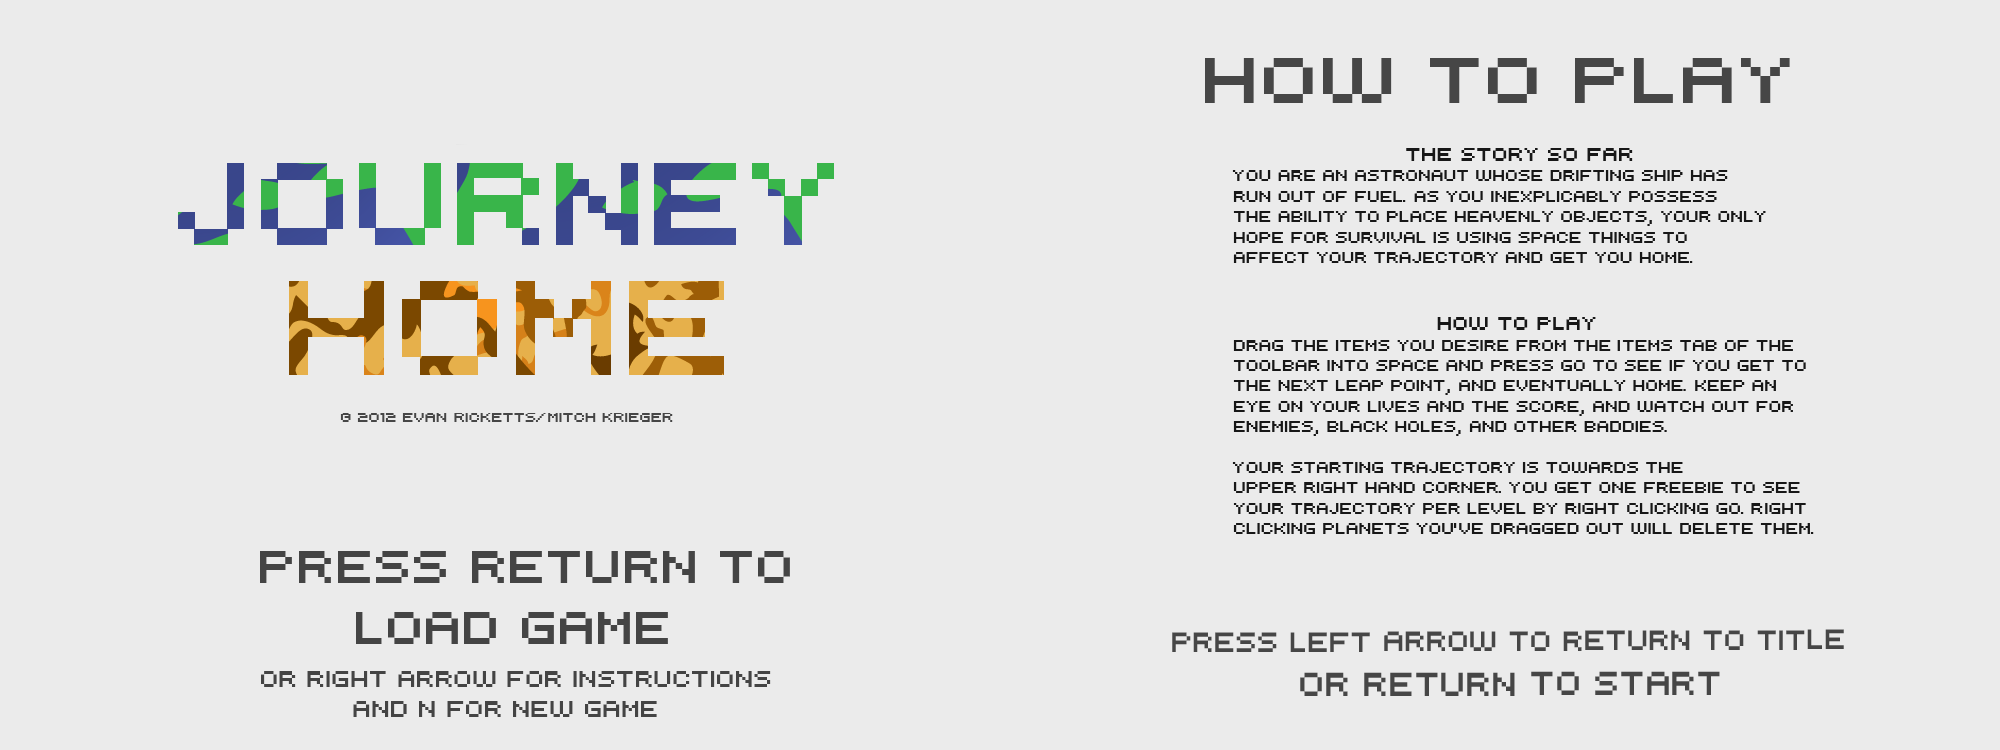 JOURNEY
HOME
© 2012 EVAN RICKETTS/MITCH KRIEGER
PRESS RETURN TO
LOAD GAME
OR RIGHT ARROW FOR INSTRUCTIONS
AND N FOR NEW GAME
HOW TO PLAY
THE STORY SO FAR
YOU ARE AN ASTRONAUT WHOSE DRIFTING SHIP HAS
RUN OUT OF FUEL. AS YOU INEXPLICABLY POSSESS
THE ABILITY TO PLACE HEAVENLY OBJECTS, YOUR ONLY
HOPE FOR SURVIVAL IS USING SPACE THINGS TO
AFFECT YOUR TRAJECTORY AND GET YOU HOME.
HOW TO PLAY
DRAG THE ITEMS YOU DESIRE FROM THE ITEMS TAB OF THE
TOOLBAR INTO SPACE AND PRESS GO TO SEE IF YOU GET TO
THE NEXT LEAP POINT, AND EVENTUALLY HOME. KEEP AN
EYE ON YOUR LIVES AND THE SCORE, AND WATCH OUT FOR
ENEMIES, BLACK HOLES, AND OTHER BADDIES.
YOUR STARTING TRAJECTORY IS TOWARDS THE
UPPER RIGHT HAND CORNER. YOU GET ONE FREEBIE TO SEE
YOUR TRAJECTORY PER LEVEL BY RIGHT CLICKING GO. RIGHT
CLICKING PLANETS YOU'VE DRAGGED OUT WILL DELETE THEM.
PRESS LEFT ARROW TO RETURN TO TITLE
OR RETURN TO START